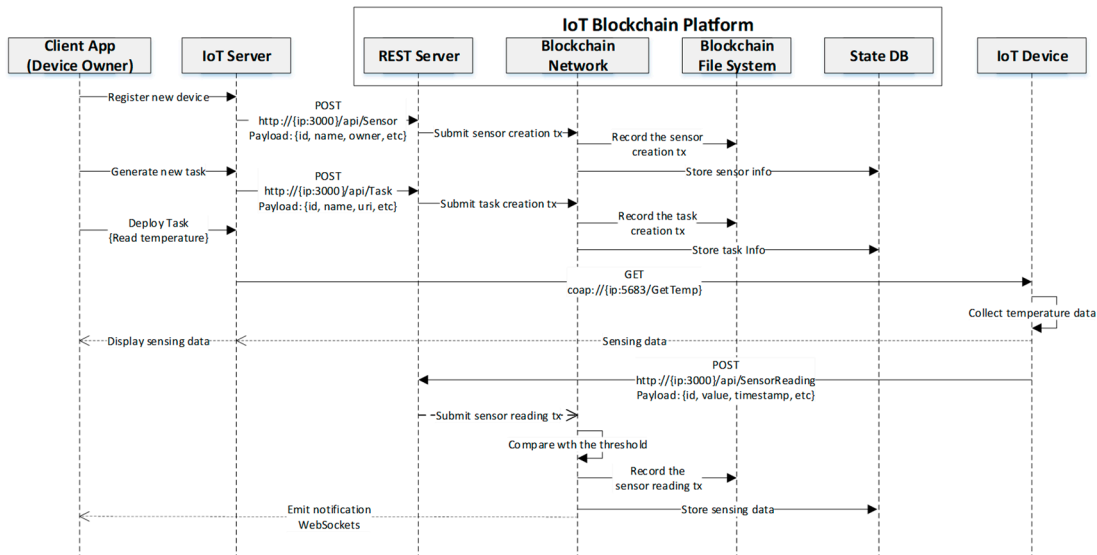 IoT Blockchain Platform
Client App
(Device Owner)
IoT Server
REST Server
Blockchain
Network
Blockchain
File System
State DB
IoT Device
Register new device
POST
http://{ip:3000}/api/Sensor
Payload: {id, name, owner, etc}
Submit sensor creation tx
Record the sensor
creation tx
Generate new task
Store sensor info
POST
http://{ip:3000}/api/Task
Payload: {id, name, uri, etc}
Submit task creation tx
Record the task
creation tx
Deploy Task
{Read temperature}
Store task Info
GET
coap://{ip:5683/GetTemp}
Collect temperature data
Display sensing data
Sensing data
POST
http://{ip:3000}/api/SensorReading
Payload: {id, value, timestamp, etc}
Submit sensor reading tx
Compare wth the threshold
Record the
sensor reading tx
Emit notification
WebSockets
Store sensing data